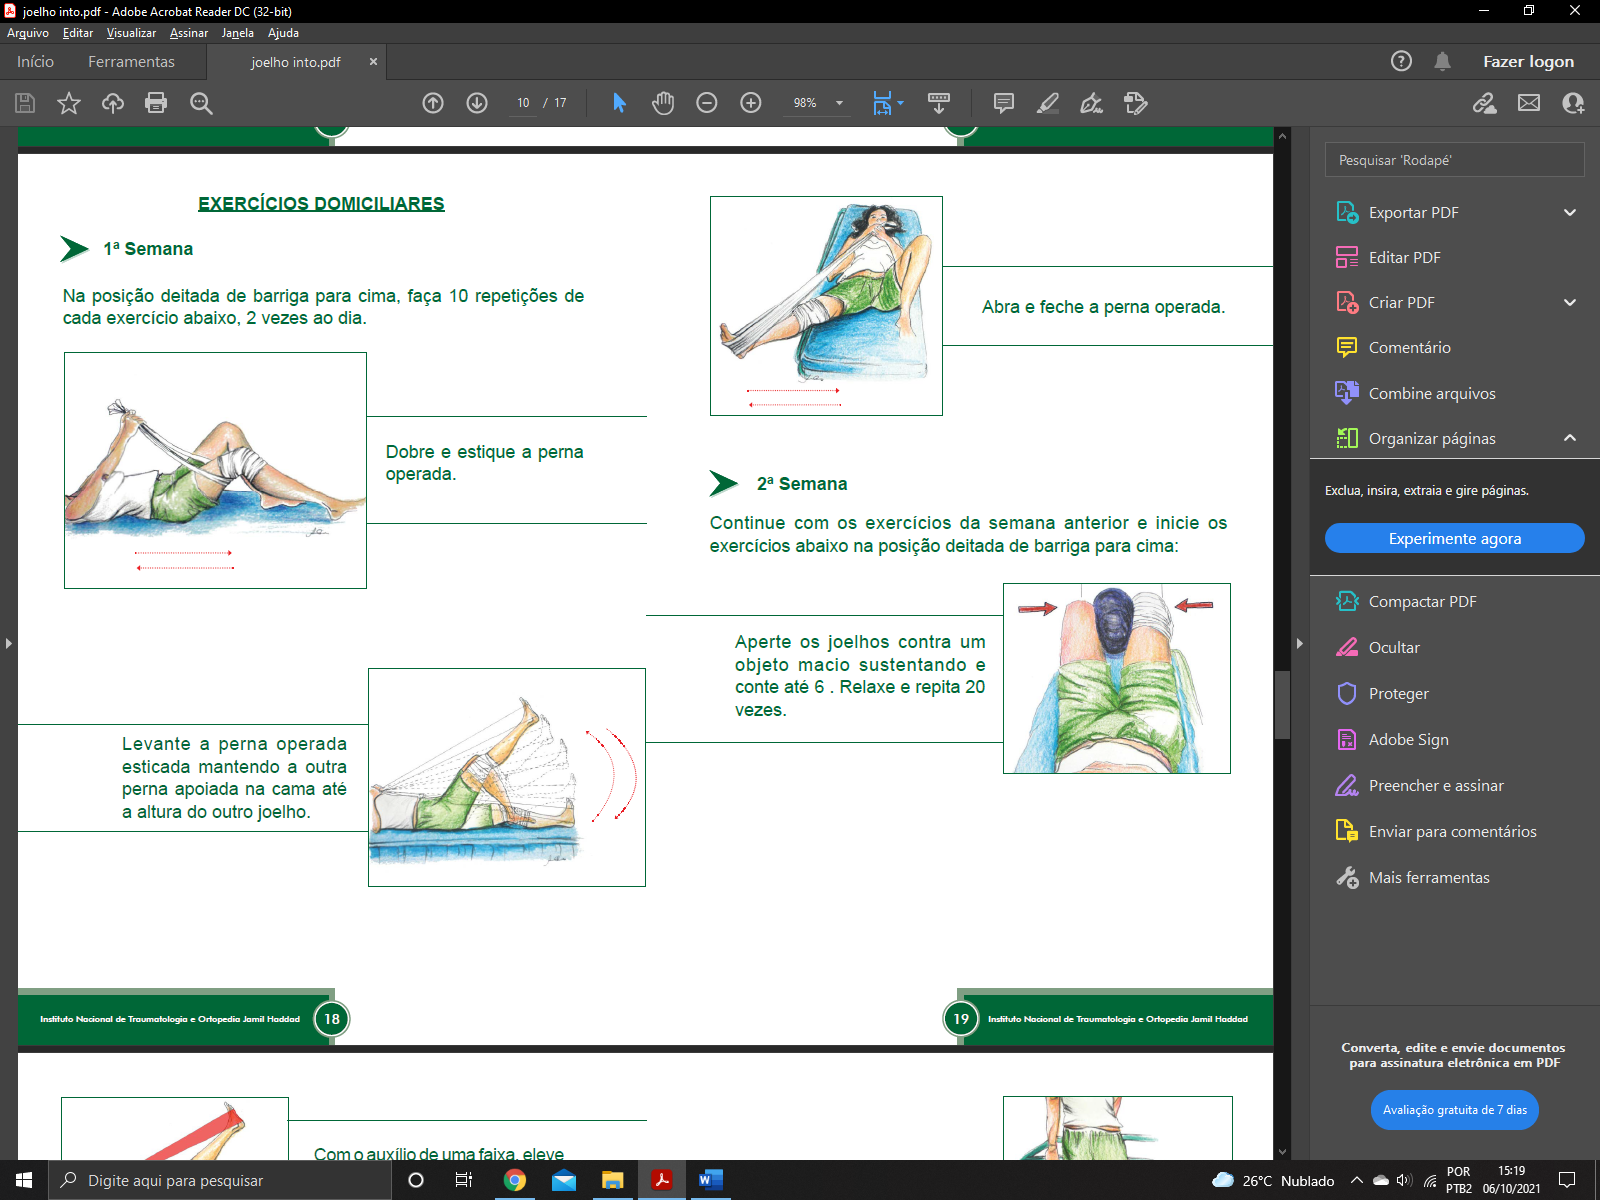 joelho into.pdf - Adobe Acrobat Reader DC (32-bit)
Arquivo Editar Visualizar Assinar Janela Ajuda
Início Ferramentas joelho into.pdf × Fazer logon
10 / 17 98%
EXERCÍCIOS DOMICILIARES
1ª Semana
Na posição deitada de barriga para cima, faça 10 repetições de
cada exercício abaixo, 2 vezes ao dia.
Dobre e estique a perna
operada.
Levante a perna operada
esticada mantendo a outra
perna apoiada na cama até
a altura do outro joelho.
Instituto Nacional de Traumatologia e Ortopedia Jamil Haddad 18
Abra e feche a perna operada.
2ª Semana
Continue com os exercícios da semana anterior e inicie os
exercícios abaixo na posição deitada de barriga para cima:
Aperte os joelhos contra um
objeto macio sustentando e
conte até 6 . Relaxe e repita 20
vezes.
19 Instituto Nacional de Traumatologia e Ortopedia Jamil Haddad
Com o auxílio de uma faixa, eleve
Pesquisar 'Rodapé'
Exportar PDF
Editar PDF
Criar PDF
Comentário
Combine arquivos
Organizar páginas
Exclua, insira, extraia e gire páginas.
Experimente agora
Compactar PDF
Ocultar
Proteger
Adobe Sign
Preencher e assinar
Enviar para comentários
Mais ferramentas
Converta, edite e envie documentos
para assinatura eletrônica em PDF
Avaliação gratuita de 7 dias
Digite aqui para pesquisar
26°C Nublado
POR
PTB2
15:19
06/10/2021